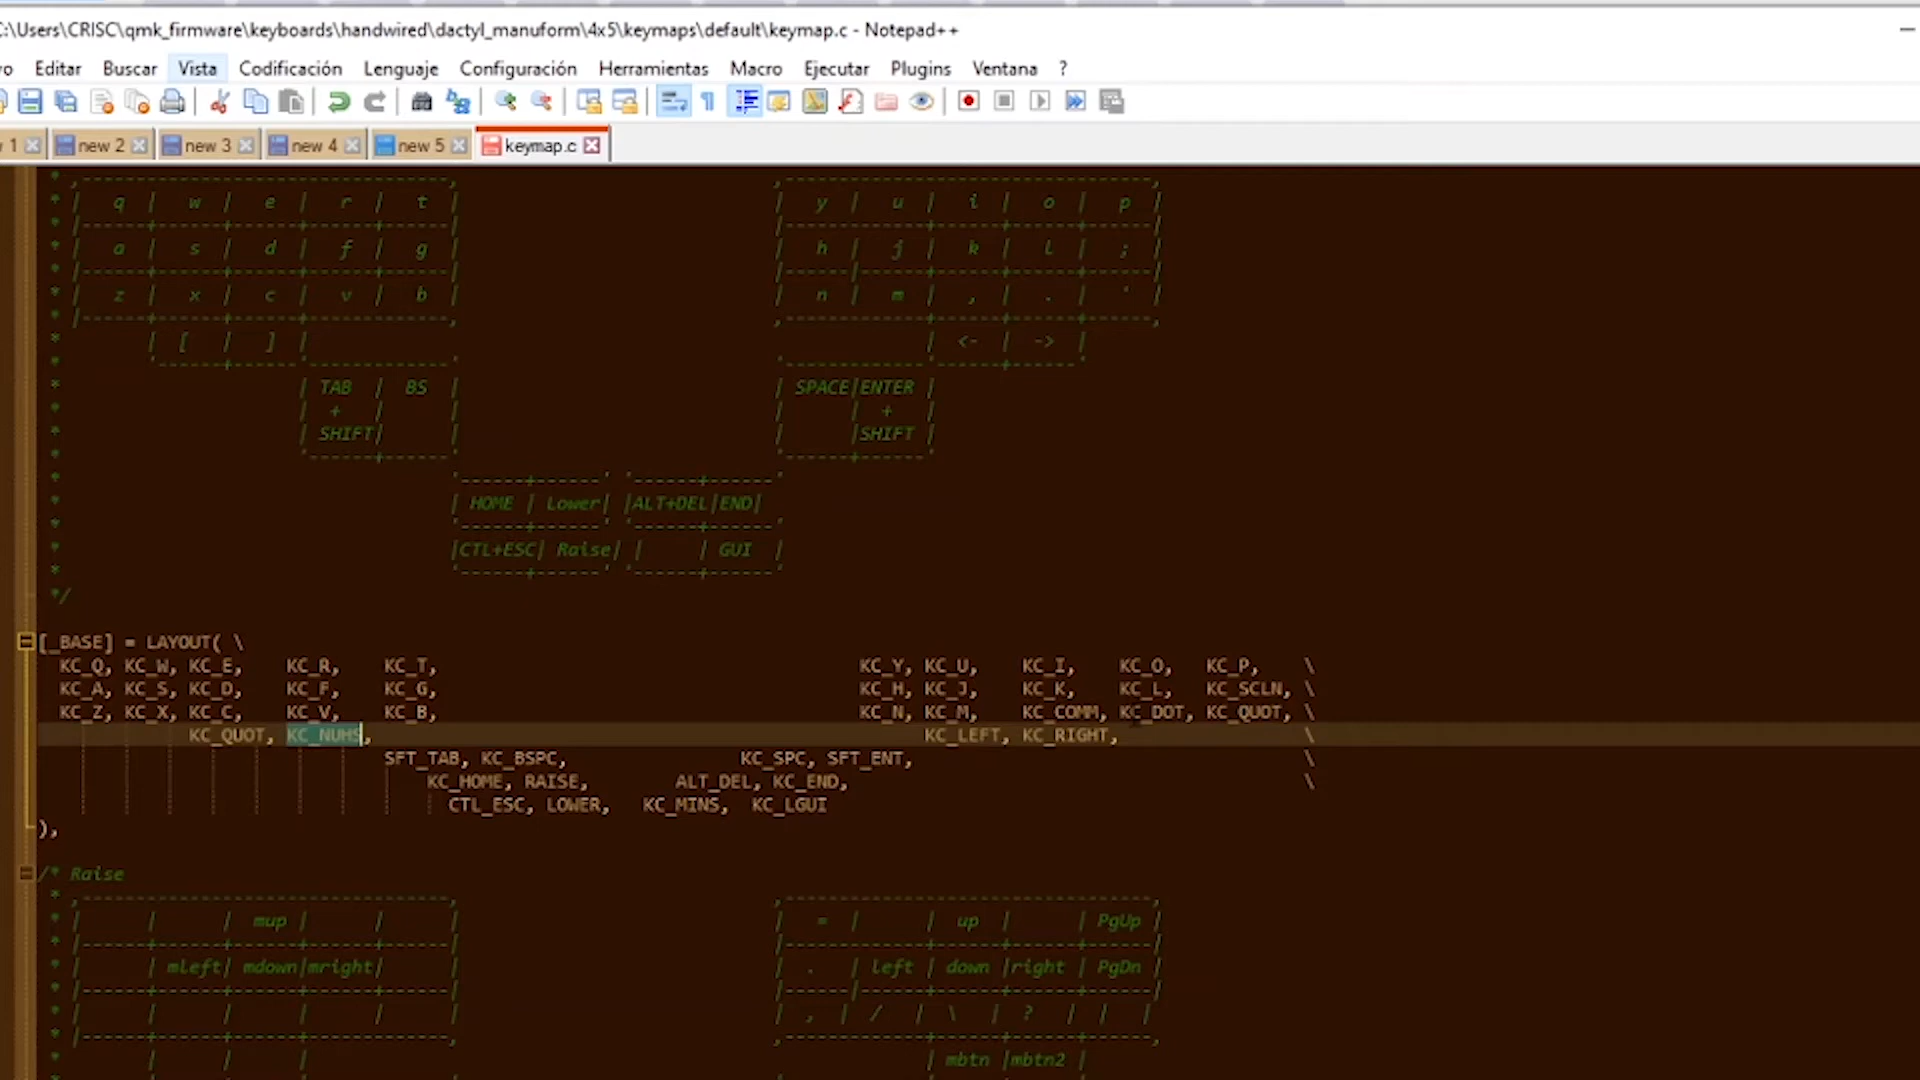 C:\Users\CRISC\qmk_firmware\keyboards\handwired\dactyl_manuform\4x5\keymaps\default\keymap.c - Notepad++
vo Editar Buscar Vista Codificación Lenguaje Configuración Herramientas Macro Ejecutar Plugins Ventana ?
w 1 new 2 new 3 new 4 new 5 keymap.c
* ,----------------------------------, ,----------------------------------,
* | q | w | e | r | t | | y | u | i | o | p |
* |------+------+------+------+-------| |------+------+------+------+------|
* | a | s | d | f | g | | h | j | k | l | ; |
* |------+------+------+------+-------| |------|------+------+------+------|
* | z | x | c | v | b | | n | m | , | . | ' |
* |------+------+------+------+-------, ,------+------+------+------+------,
* | [ | ] | | <- | -> |
* '------+------'-------------' '-------------'------+------'
* | TAB | BS | | SPACE|ENTER |
* | + | | | | + |
* | SHIFT| | | |SHIFT |
* '------+------' '------+------'
* '------+------' '------+------'
* | HOME | Lower| |ALT+DEL|END|
* '------+------' '------+------'
* |CTL+ESC| Raise| | | GUI |
* '------+------' '------+------'
*/
[_BASE] = LAYOUT( \
KC_Q, KC_W, KC_E, KC_R, KC_T, KC_Y, KC_U, KC_I, KC_O, KC_P, \
KC_A, KC_S, KC_D, KC_F, KC_G, KC_H, KC_J, KC_K, KC_L, KC_SCLN, \
KC_Z, KC_X, KC_C, KC_V, KC_B, KC_N, KC_M, KC_COMM, KC_DOT, KC_QUOT, \
KC_QUOT, KC_NUHS, KC_LEFT, KC_RIGHT, \
SFT_TAB, KC_BSPC, KC_SPC, SFT_ENT, \
KC_HOME, RAISE, ALT_DEL, KC_END, \
CTL_ESC, LOWER, KC_MINS, KC_LGUI
),
/* Raise
* ,----------------------------------, ,----------------------------------,
* | | | mup | | | | = | | up | | PgUp |
* |------+------+------+------+-------| |------+------+------+------+------|
* | | mleft| mdown|mright| | | . | left | down |right | PgDn |
* |------+------+------+------+-------| |------|------+------+------+------|
* | | | | | | | , | / | \ | ? | | |
* |------+------+------+------+-------, ,------+------+------+------+------,
* | | | | mbtn |mbtn2 |